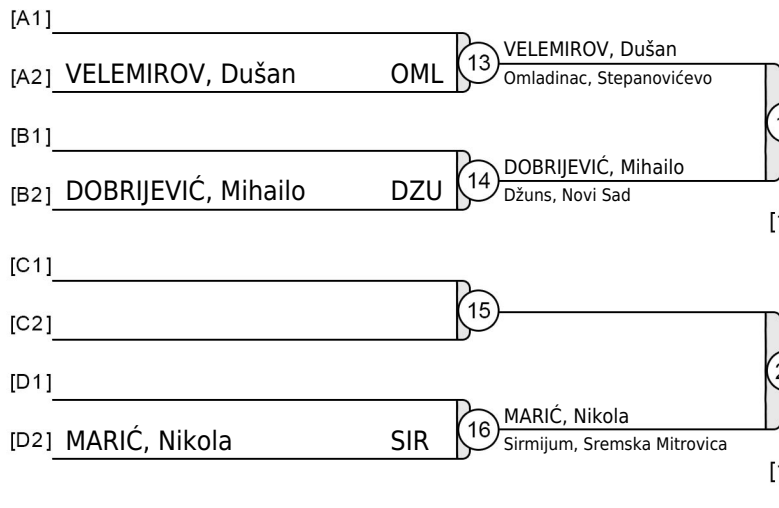 [A1]
[A2] VELEMIROV, Dušan OML
13
VELEMIROV, Dušan
Omladinac, Stepanovićevo
[B1]
[B2] DOBRIJEVIĆ, Mihailo DZU
14
DOBRIJEVIĆ, Mihailo
Džuns, Novi Sad
[C1]
[C2]
15
[D1]
[D2] MARIĆ, Nikola SIR
16
MARIĆ, Nikola
Sirmijum, Sremska Mitrovica